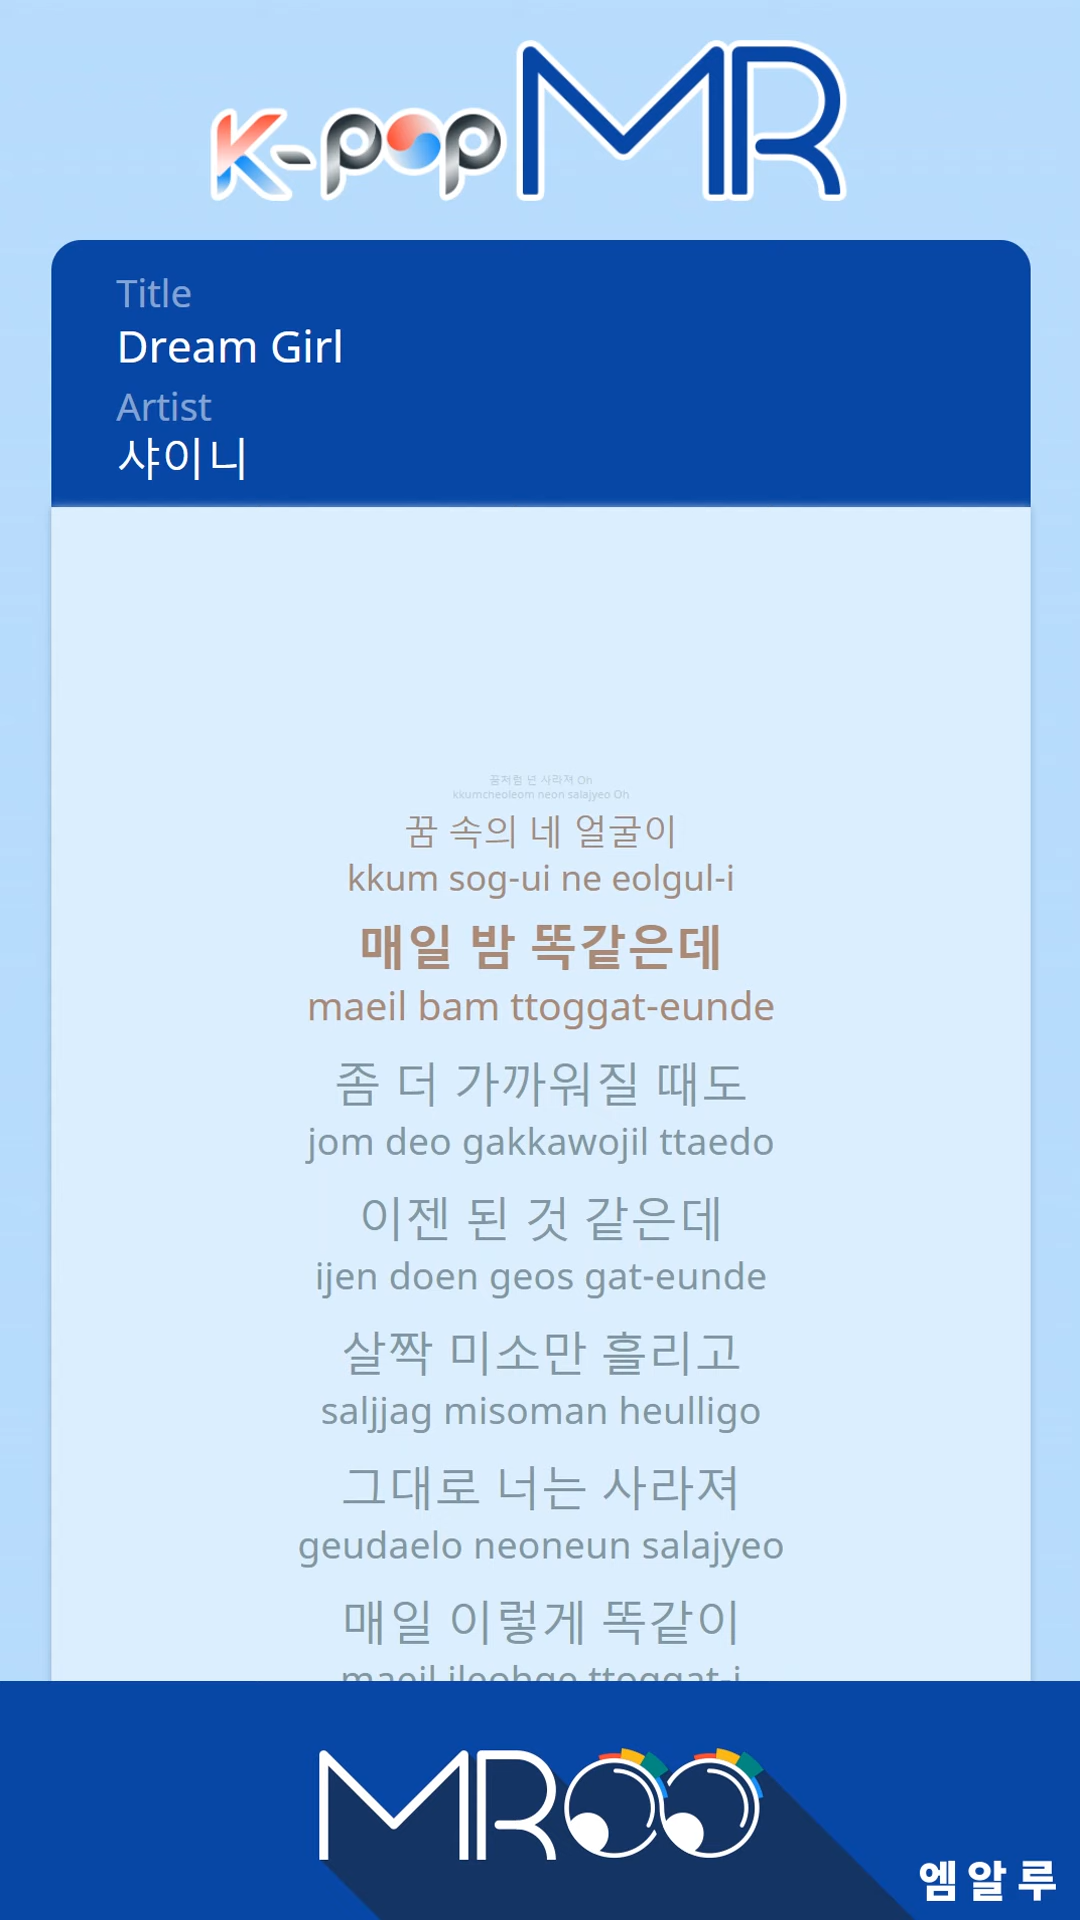 K-pop MR
Title
Dream Girl
Artist
샤이니
꿈처럼 넌 사라져 Oh
kkumcheoleom neon salajyeo Oh
꿈 속의 네 얼굴이
kkum sog-ui ne eolgul-i
매일 밤 똑같은데
maeil bam ttoggat-eunde
좀 더 가까워질 때도
jom deo gakkawojil ttaedo
이젠 된 것 같은데
ijen doen geos gat-eunde
살짝 미소만 흘리고
saljjag misoman heulligo
그대로 너는 사라져
geudaelo neoneun salajyeo
매일 이렇게 똑같이
maeil ileohge ttoggat-i
MROO
엠알루